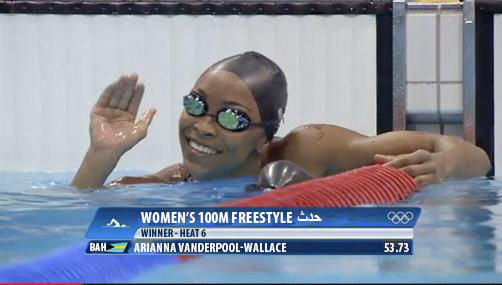 WOMEN'S 100M FREESTYLE حدث
WINNER - HEAT 6
BAH ARIANNA VANDERPOOL-WALLACE 53.73